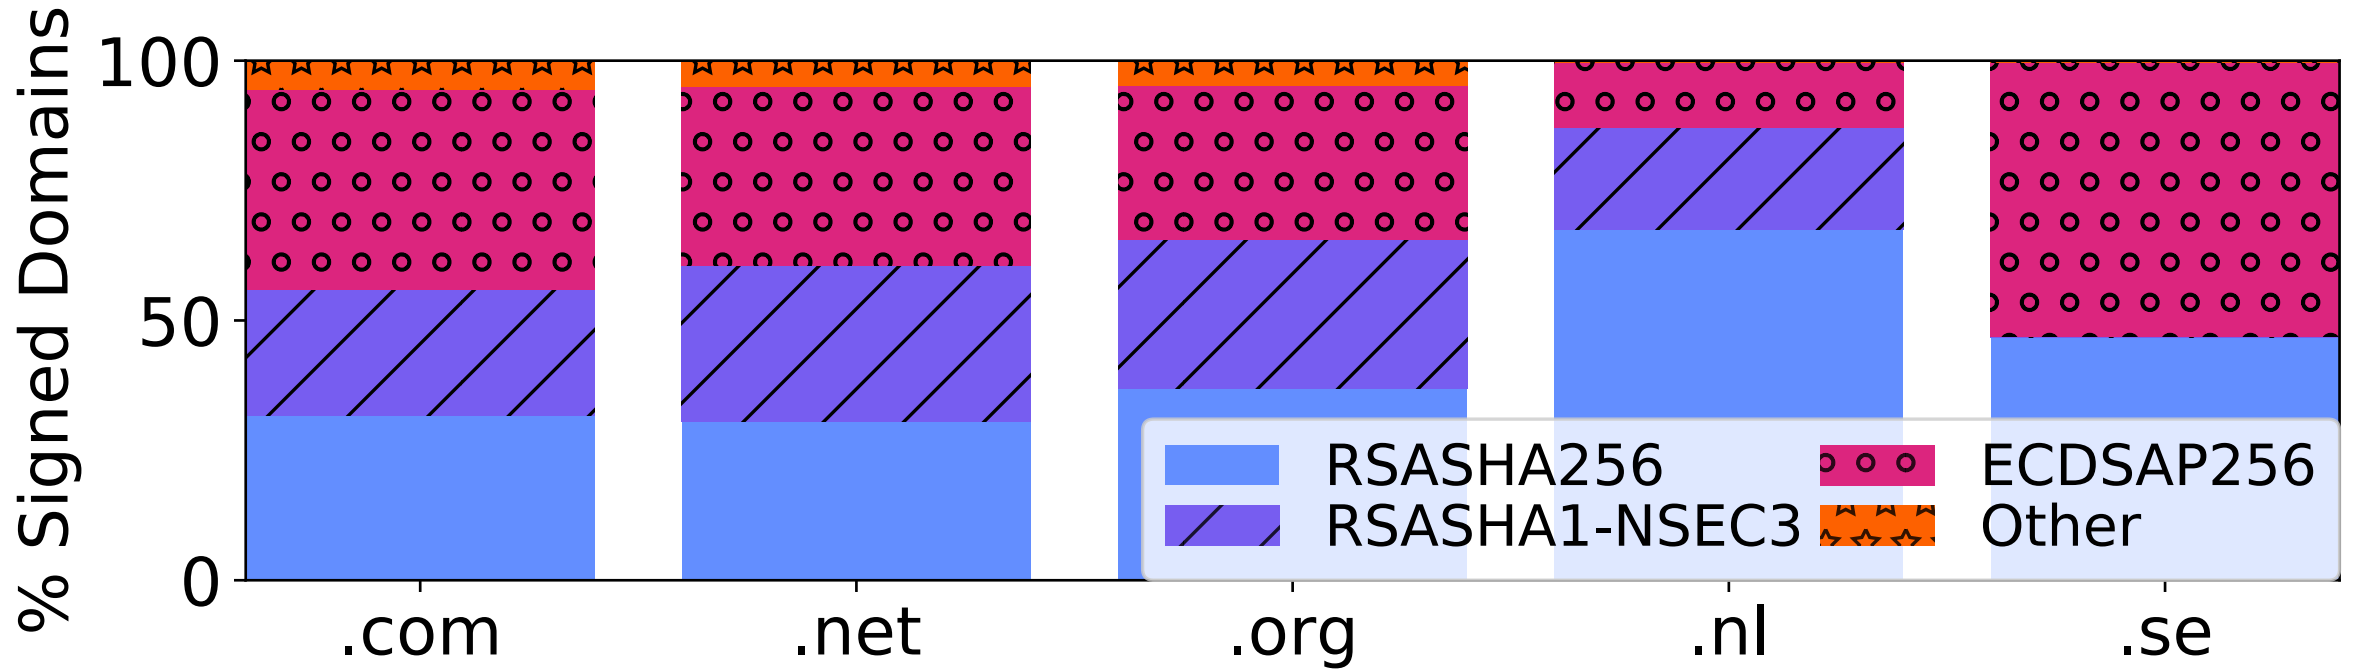 % Signed Domains
100
50
0
.com
.net
.org
.nl
.se
RSASHA256
RSASHA1-NSEC3
ECDSAP256
Other